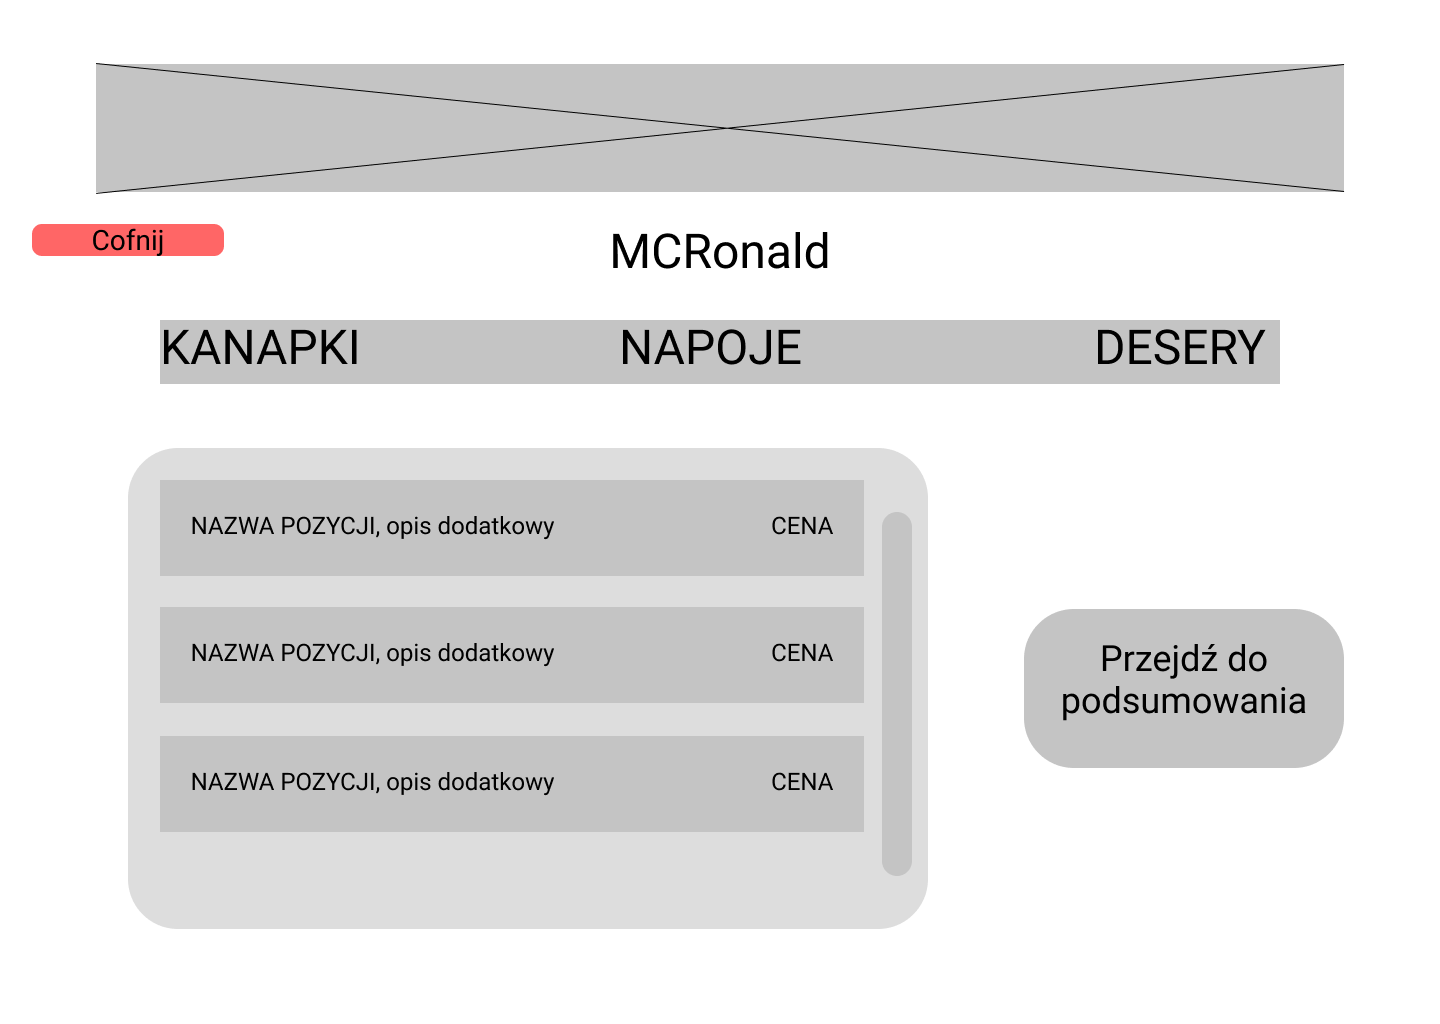 Cofnij
MCRonald
KANAPKI NAPOJE DESERY
NAZWA POZYCJI, opis dodatkowy CENA
NAZWA POZYCJI, opis dodatkowy CENA
NAZWA POZYCJI, opis dodatkowy CENA
Przejdź do
podsumowania